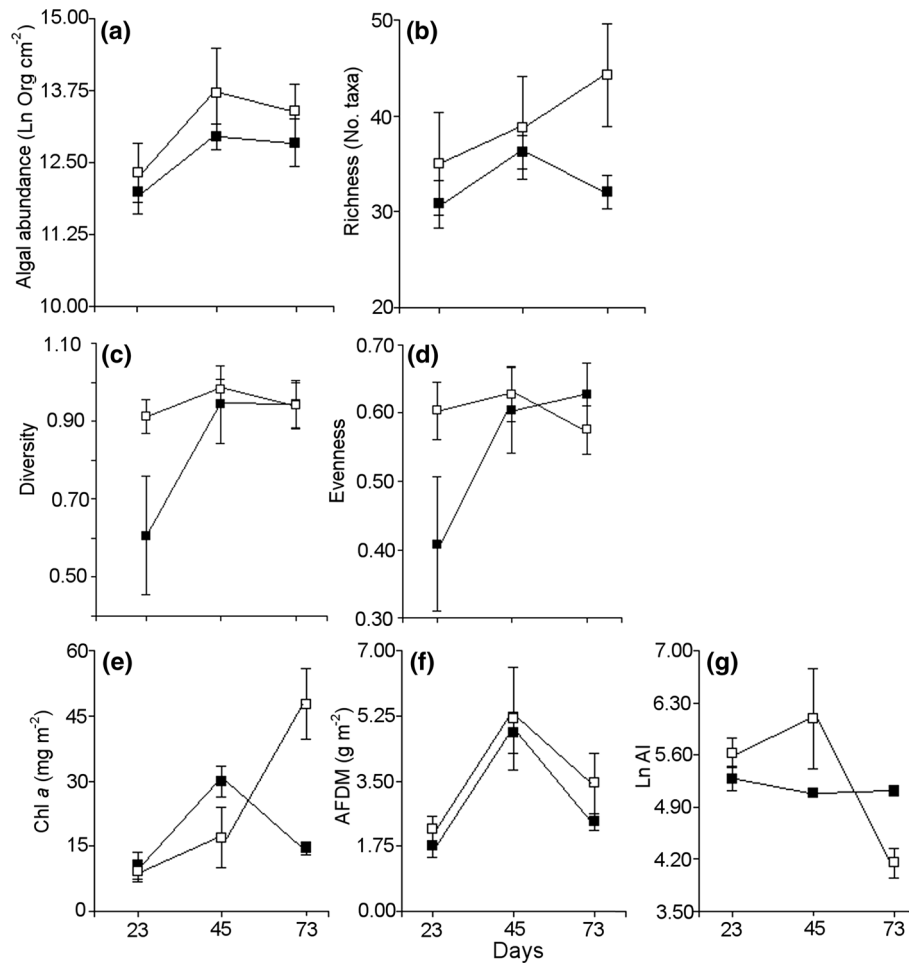 (a)
Algal abundance (Ln Org cm-2)
15.00
13.75
12.50
11.25
10.00
(b)
Richness (No. taxa)
50
40
30
20
(c)
Diversity
1.10
0.90
0.70
0.50
(d)
Evenness
0.70
0.60
0.50
0.40
0.30
(e)
Chl a (mg m-2)
60
45
30
15
0
23
45
73
(f)
AFDM (g m-2)
7.00
5.25
3.50
1.75
0.00
23
45
73
Days
(g)
Ln AI
7.00
6.30
5.60
4.90
4.20
3.50
23
45
73